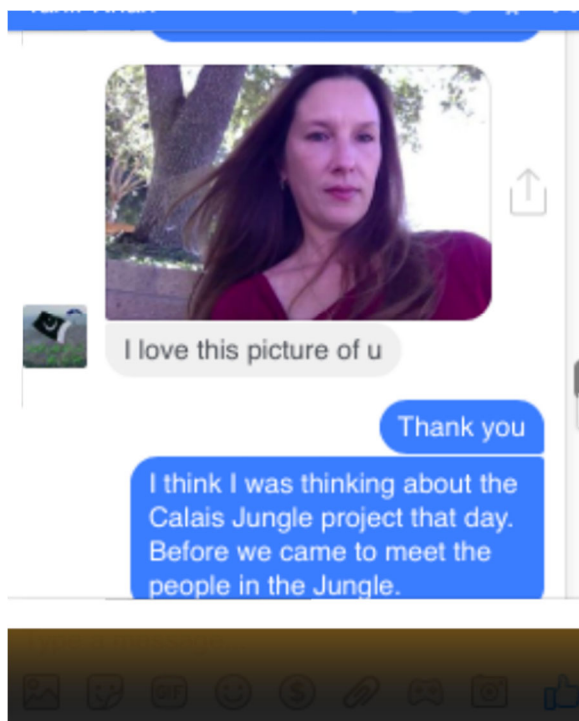 I love this picture of u
Thank you
I think I was thinking about the
Calais Jungle project that day.
Before we came to meet the
people in the Jungle.
GIF